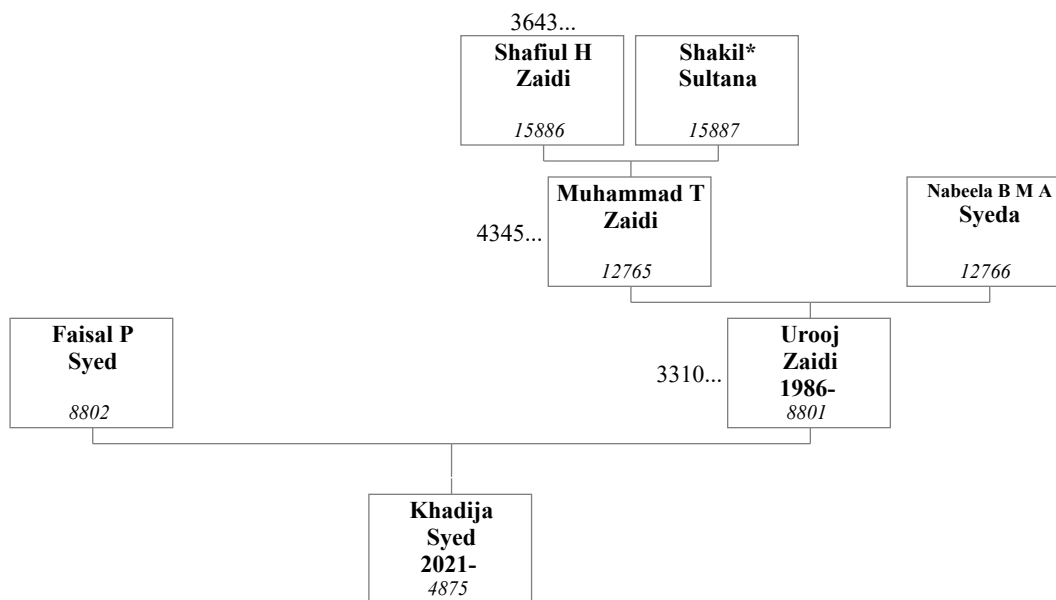 3643...
Shafiul H
Zaidi
15886
Shakil*
Sultana
15887
4345...
Muhammad T
Zaidi
12765
Nabeela B M A
Syeda
12766
Faisal P
Syed
8802
3310...
Urooj
Zaidi
1986-
8801
Khadija
Syed
2021-
4875